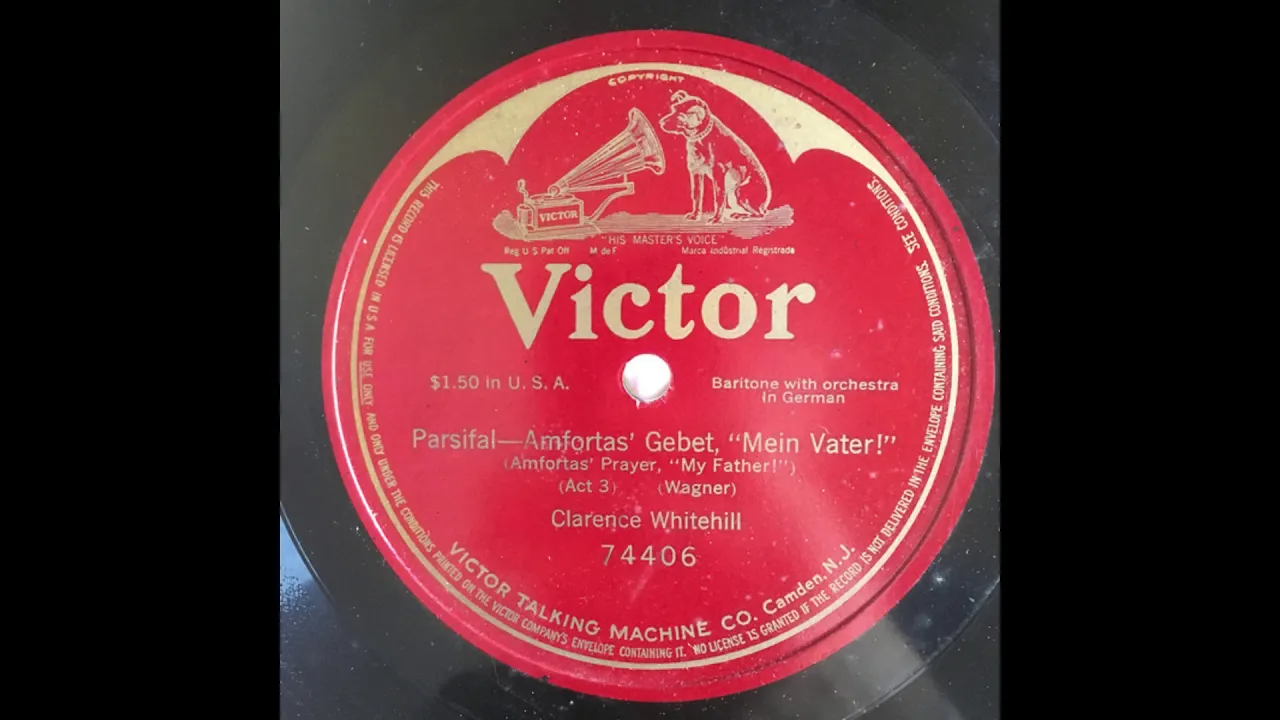 COPYRIGHT
VICTOR
"HIS MASTER'S VOICE"
Reg U S Pat Off M de F Marca Industrial Registrada
Victor
$1.50 in U. S. A.
Baritone with orchestra
In German
Parsifal—Amfortas' Gebet, "Mein Vater!"
(Amfortas' Prayer, "My Father!")
(Act 3) (Wagner)
Clarence Whitehill
74406
VICTOR TALKING MACHINE CO. Camden. N. J.
THIS RECORD IS LICENSED IN U S A FOR USE ONLY AND ONLY UNDER THE CONDITIONS PRINTED ON THE VICTOR COMPANY'S ENVELOPE CONTAINING IT. NO LICENSE IS GRANTED IF THE RECORD IS NOT DELIVERED IN THE ENVELOPE CONTAINING SAID CONDITIONS. SEE CONDITIONS.